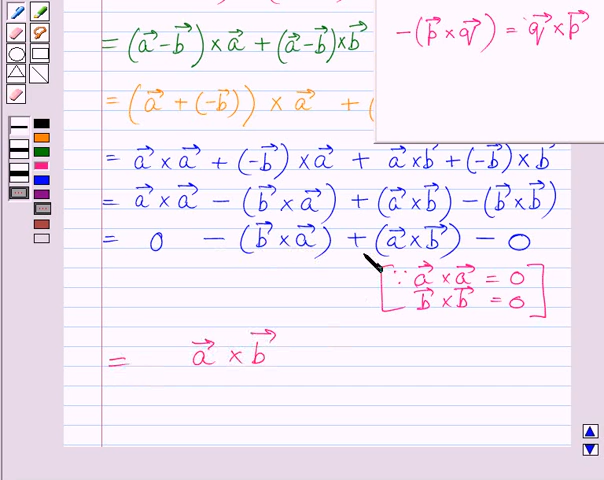 = (a⃗ - b⃗) × a⃗ + (a⃗ - b⃗) × b⃗
- (p⃗ × q⃗) = q⃗ × p⃗
= (a⃗ + (-b⃗)) × a⃗ + (
= a⃗ × a⃗ + (-b⃗) × a⃗ + a⃗ × b⃗ + (-b⃗) × b⃗
= a⃗ × a⃗ - (b⃗ × a⃗) + (a⃗ × b⃗) - (b⃗ × b⃗)
= 0 - (b⃗ × a⃗) + (a⃗ × b⃗) - 0
[∵ a⃗ × a⃗ = 0
b⃗ × b⃗ = 0]
= a⃗ × b⃗